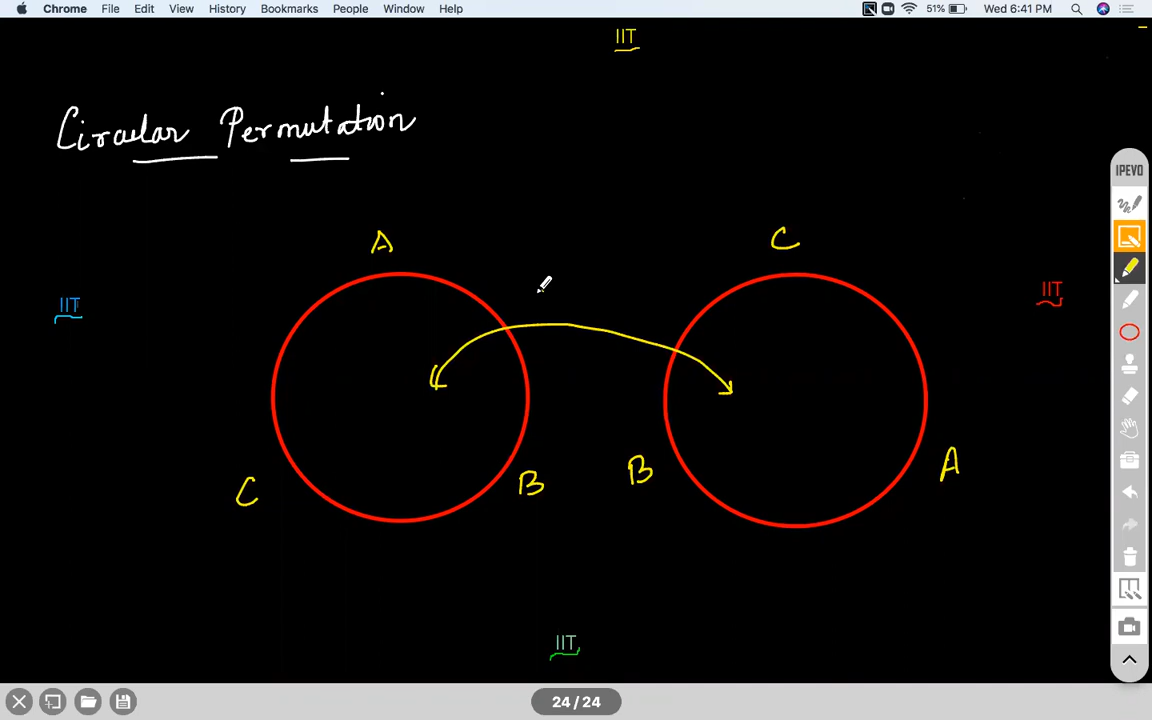 Chrome File Edit View History Bookmarks People Window Help 51% Wed 6:41 PM
IIT
Circular Permutation
IPEVO
A
C
IIT
IIT
C
B
B
A
IIT
24 / 24